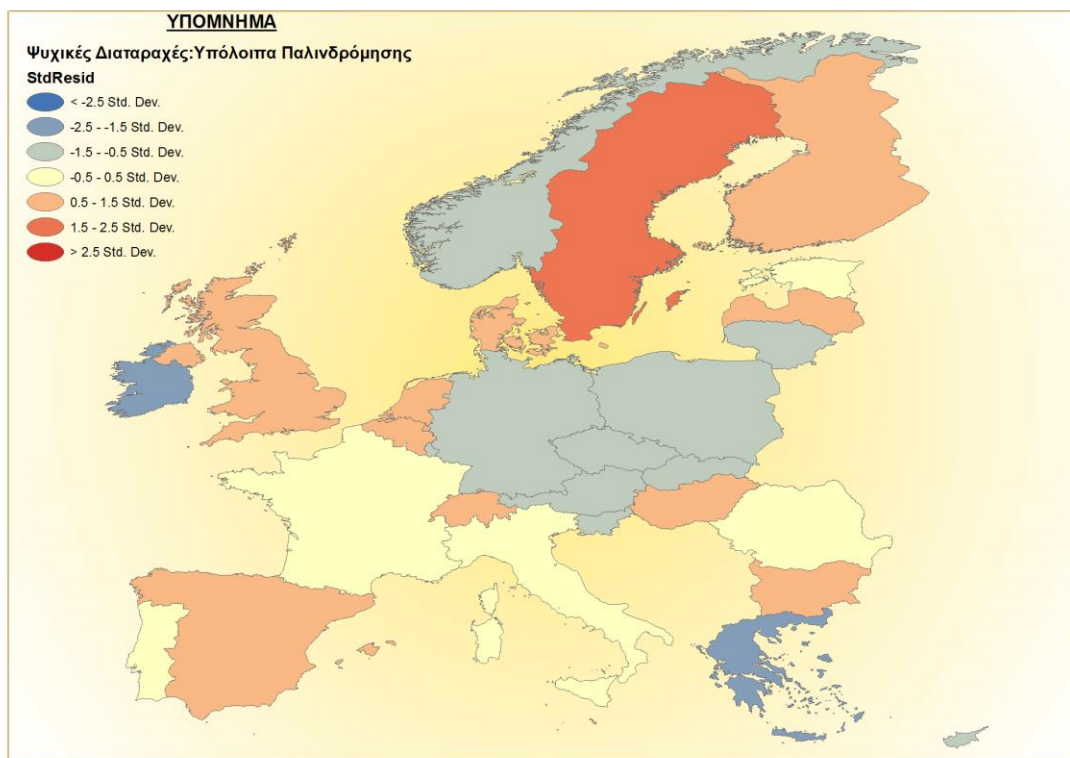 ΥΠΟΜΝΗΜΑ
Ψυχικές Διαταραχές:Υπόλοιπα Παλινδρόμησης
StdResid
< -2.5 Std. Dev.
-2.5 - -1.5 Std. Dev.
-1.5 - -0.5 Std. Dev.
-0.5 - 0.5 Std. Dev.
0.5 - 1.5 Std. Dev.
1.5 - 2.5 Std. Dev.
> 2.5 Std. Dev.